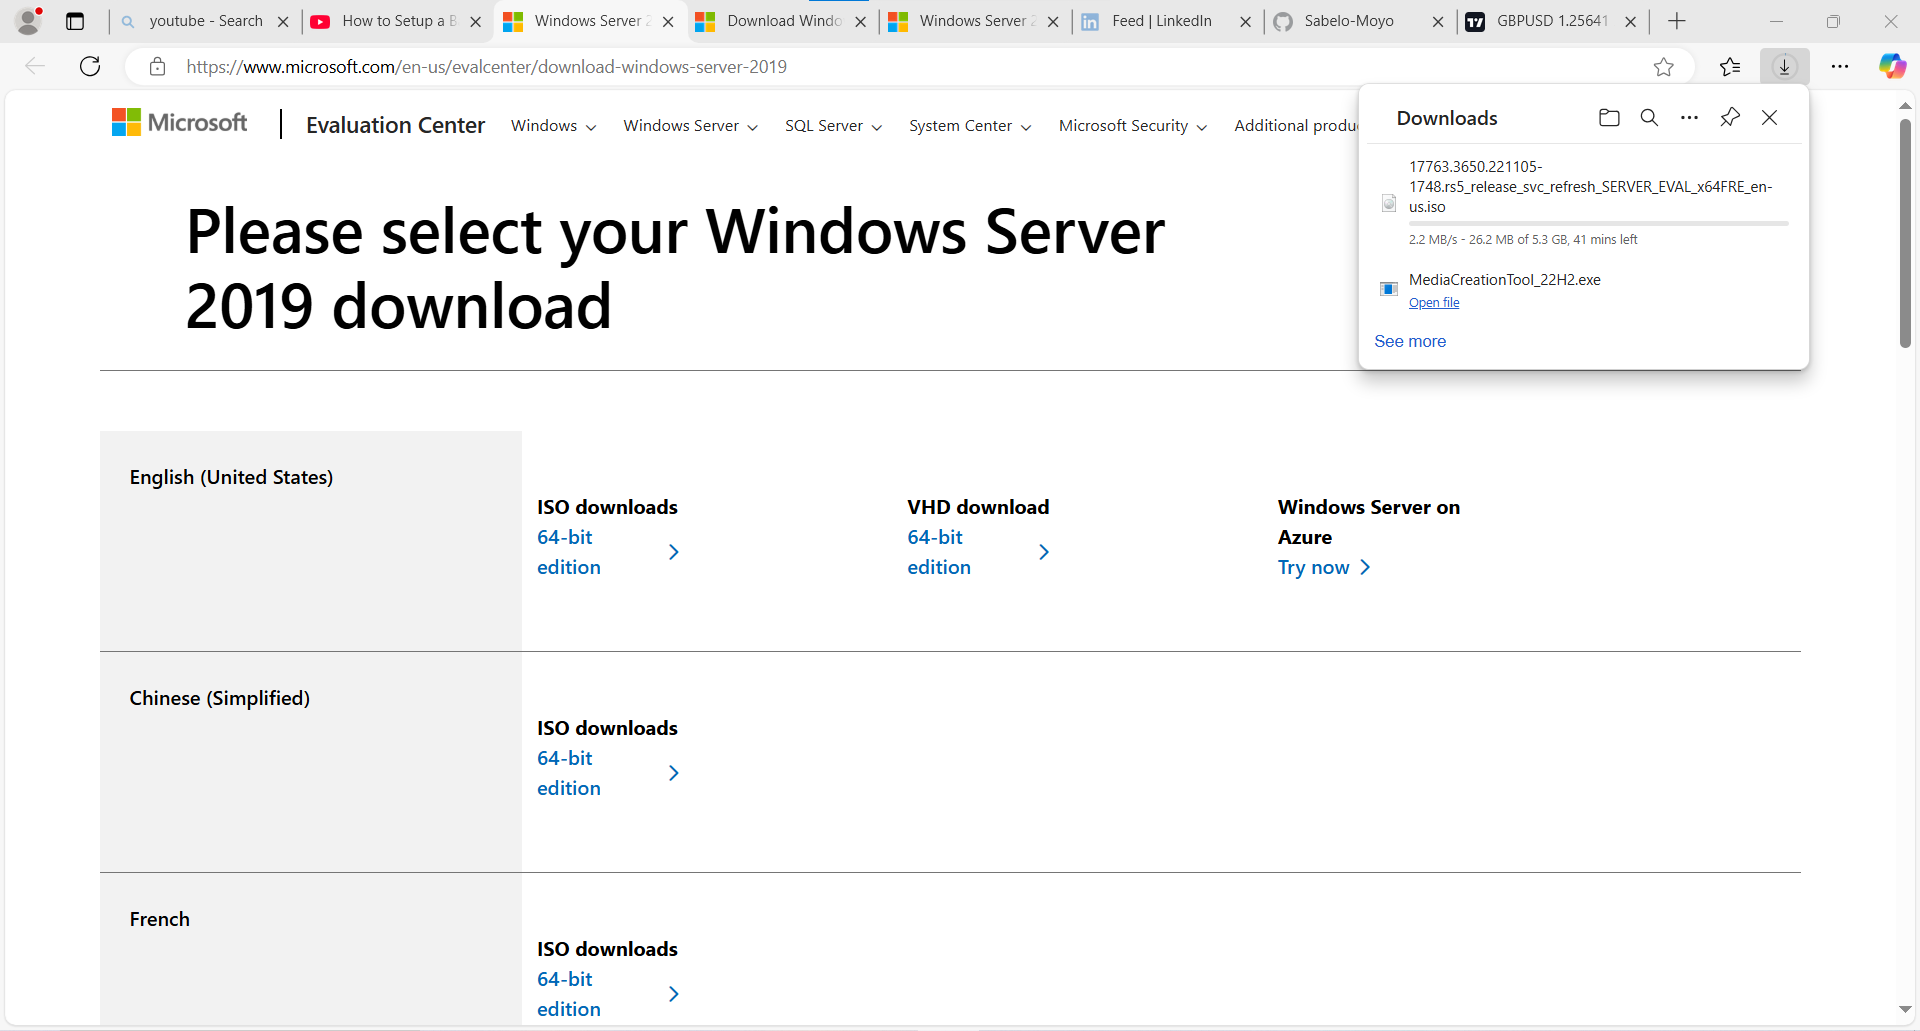 youtube - Search
How to Setup a B
Windows Server 2
Download Windo
Windows Server 2
Feed | LinkedIn
Sabelo-Moyo
GBPUSD 1.25641
https://www.microsoft.com/en-us/evalcenter/download-windows-server-2019
Microsoft
Evaluation Center
Windows
Windows Server
SQL Server
System Center
Microsoft Security
Additional produ
Downloads
17763.3650.221105-
1748.rs5_release_svc_refresh_SERVER_EVAL_x64FRE_en-
us.iso
2.2 MB/s - 26.2 MB of 5.3 GB, 41 mins left
MediaCreationTool_22H2.exe
Open file
See more
Please select your Windows Server
2019 download
English (United States)
ISO downloads
64-bit
edition
VHD download
64-bit
edition
Windows Server on
Azure
Try now
Chinese (Simplified)
ISO downloads
64-bit
edition
French
ISO downloads
64-bit
edition